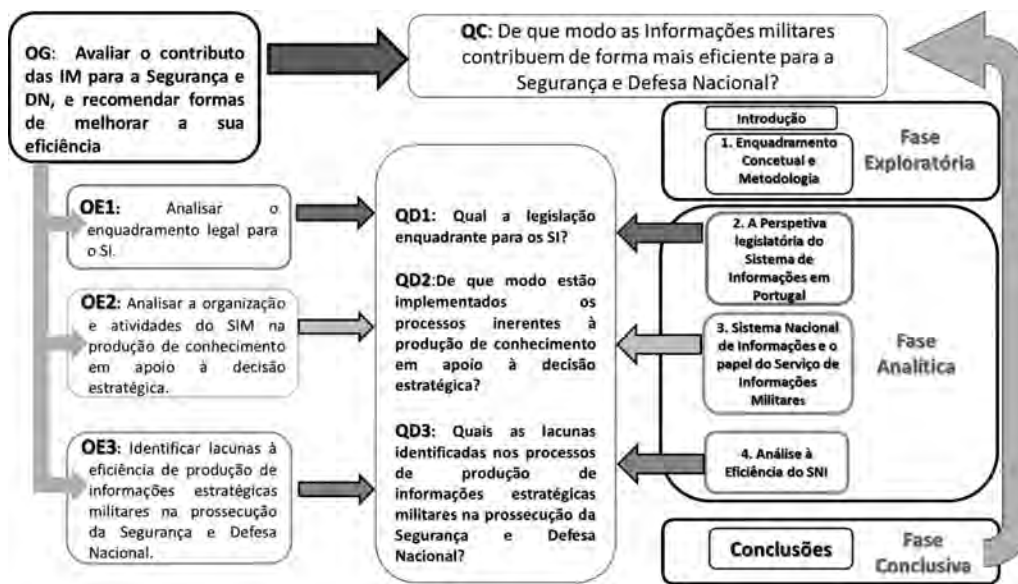 OG: Avaliar o contributo
das IM para a Segurança e
DN, e recomendar formas
de melhorar a sua
eficiência
QC: De que modo as Informações militares
contribuem de forma mais eficiente para a
Segurança e Defesa Nacional?
OE1: Analisar o
enquadramento legal para
o SI.
OE2: Analisar a organização
e atividades do SIM na
produção de conhecimento
em apoio à decisão
estratégica.
OE3: Identificar lacunas à
eficiência de produção de
informações estratégicas
militares na prossecução
da Segurança e Defesa
Nacional.
QD1: Qual a legislação
enquadrante para os SI?
QD2:De que modo estão
implementados os
processos inerentes à
produção de conhecimento
em apoio à decisão
estratégica?
QD3: Quais as lacunas
identificadas nos processos
de produção de
informações estratégicas
militares na prossecução da
Segurança e Defesa
Nacional?
Introdução
1. Enquadramento
Concetual e
Metodologia
Fase
Exploratória
2. A Perspetiva
legislatória do
Sistema de
Informações em
Portugal
3. Sistema Nacional
de Informações e o
papel do Serviço de
Informações
Militares
4. Análise à
Eficiência do SNI
Fase
Analítica
Conclusões
Fase
Conclusiva